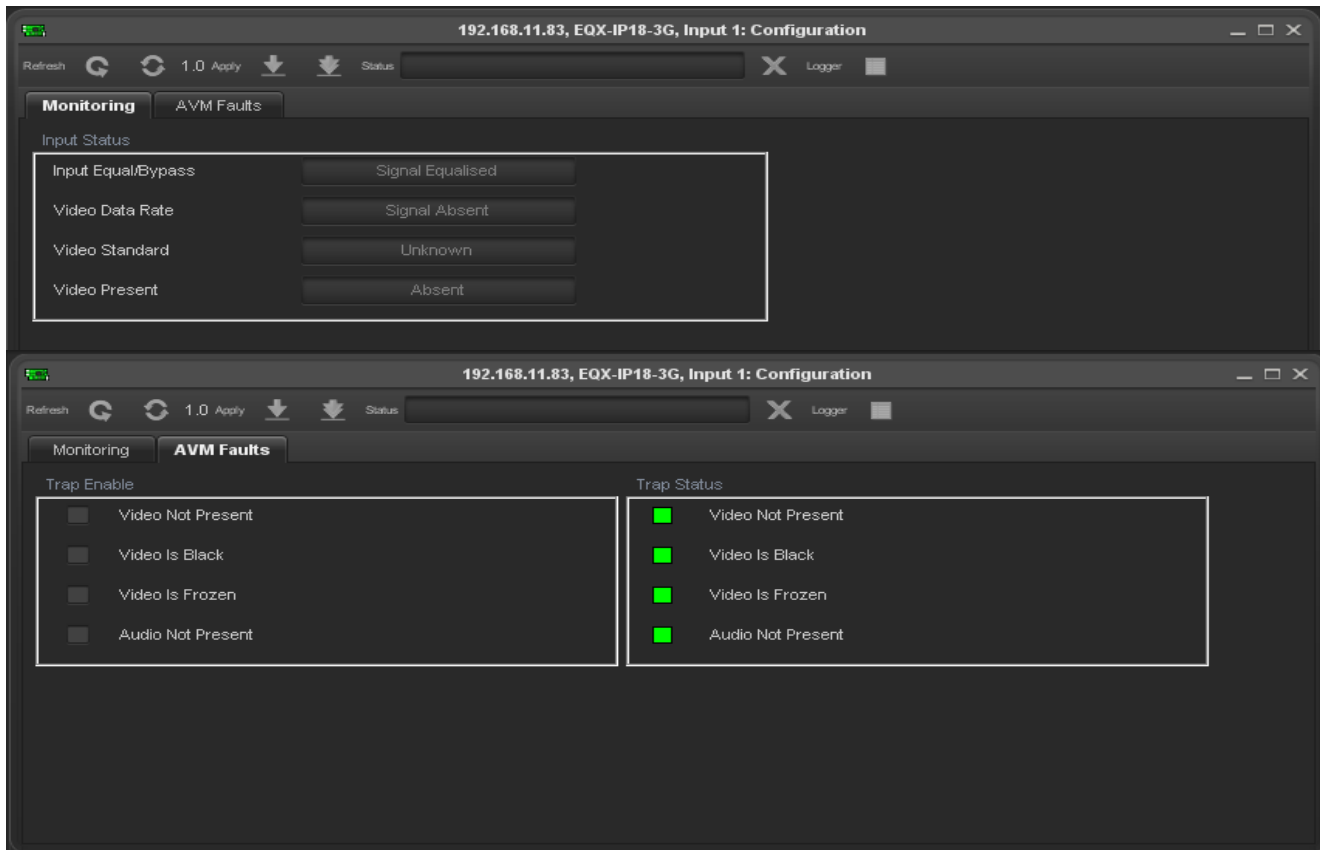 192.168.11.83, EQX-IP18-3G, Input 1: Configuration
Refresh 1.0 Apply Status Logger
Monitoring AVM Faults
Input Status
Input Equal/Bypass Signal Equalised
Video Data Rate Signal Absent
Video Standard Unknown
Video Present Absent
192.168.11.83, EQX-IP18-3G, Input 1: Configuration
Refresh 1.0 Apply Status Logger
Monitoring AVM Faults
Trap Enable Trap Status
Video Not Present Video Not Present
Video Is Black Video Is Black
Video Is Frozen Video Is Frozen
Audio Not Present Audio Not Present